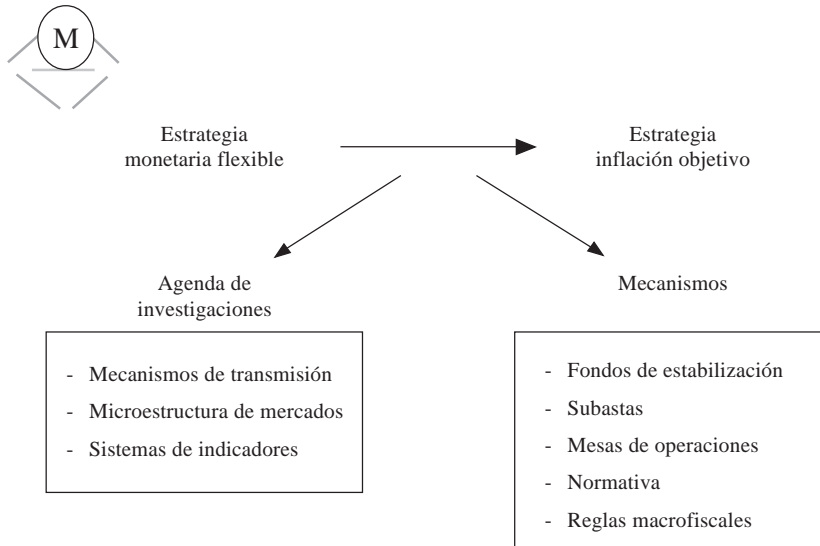 M
Estrategia
monetaria flexible
Estrategia
inflación objetivo
Agenda de
investigaciones
- Mecanismos de transmisión
- Microestructura de mercados
- Sistemas de indicadores
Mecanismos
- Fondos de estabilización
- Subastas
- Mesas de operaciones
- Normativa
- Reglas macrofiscales